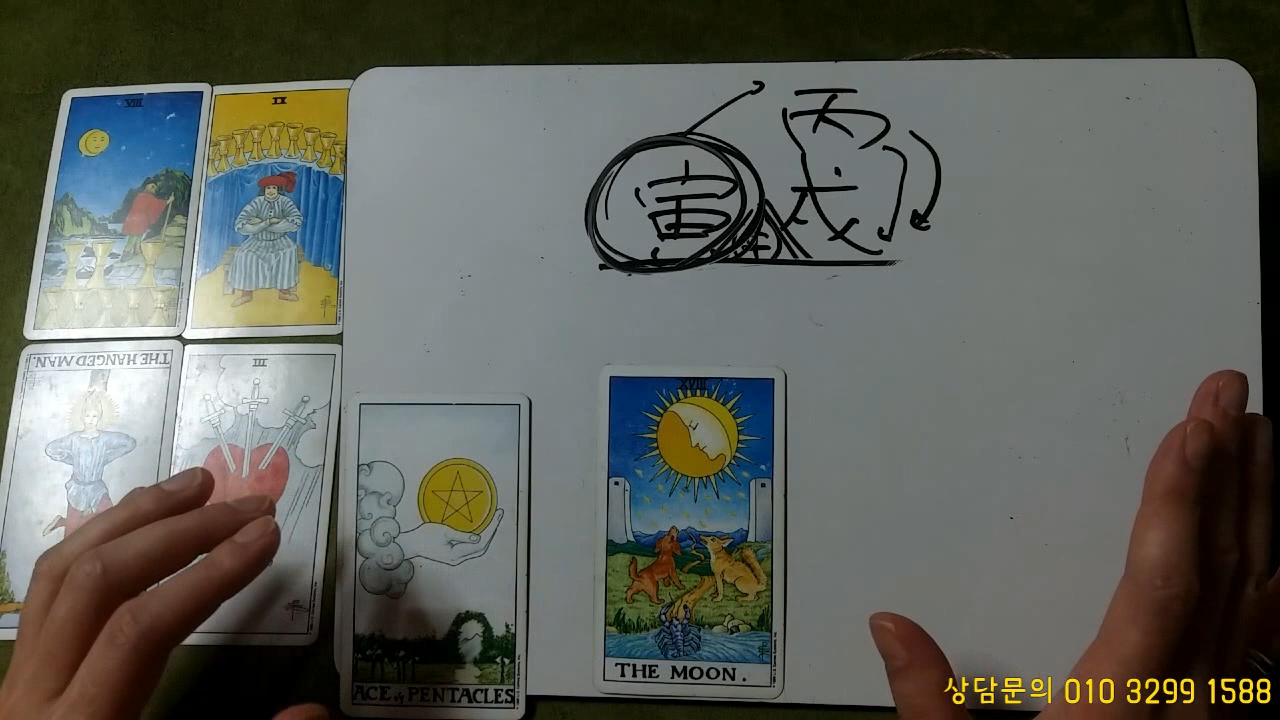 VIII
IX
丙
寅 戌
THE HANGED MAN.
III
XVIII
ACE of PENTACLES
THE MOON.
상담문의 010 3299 1588